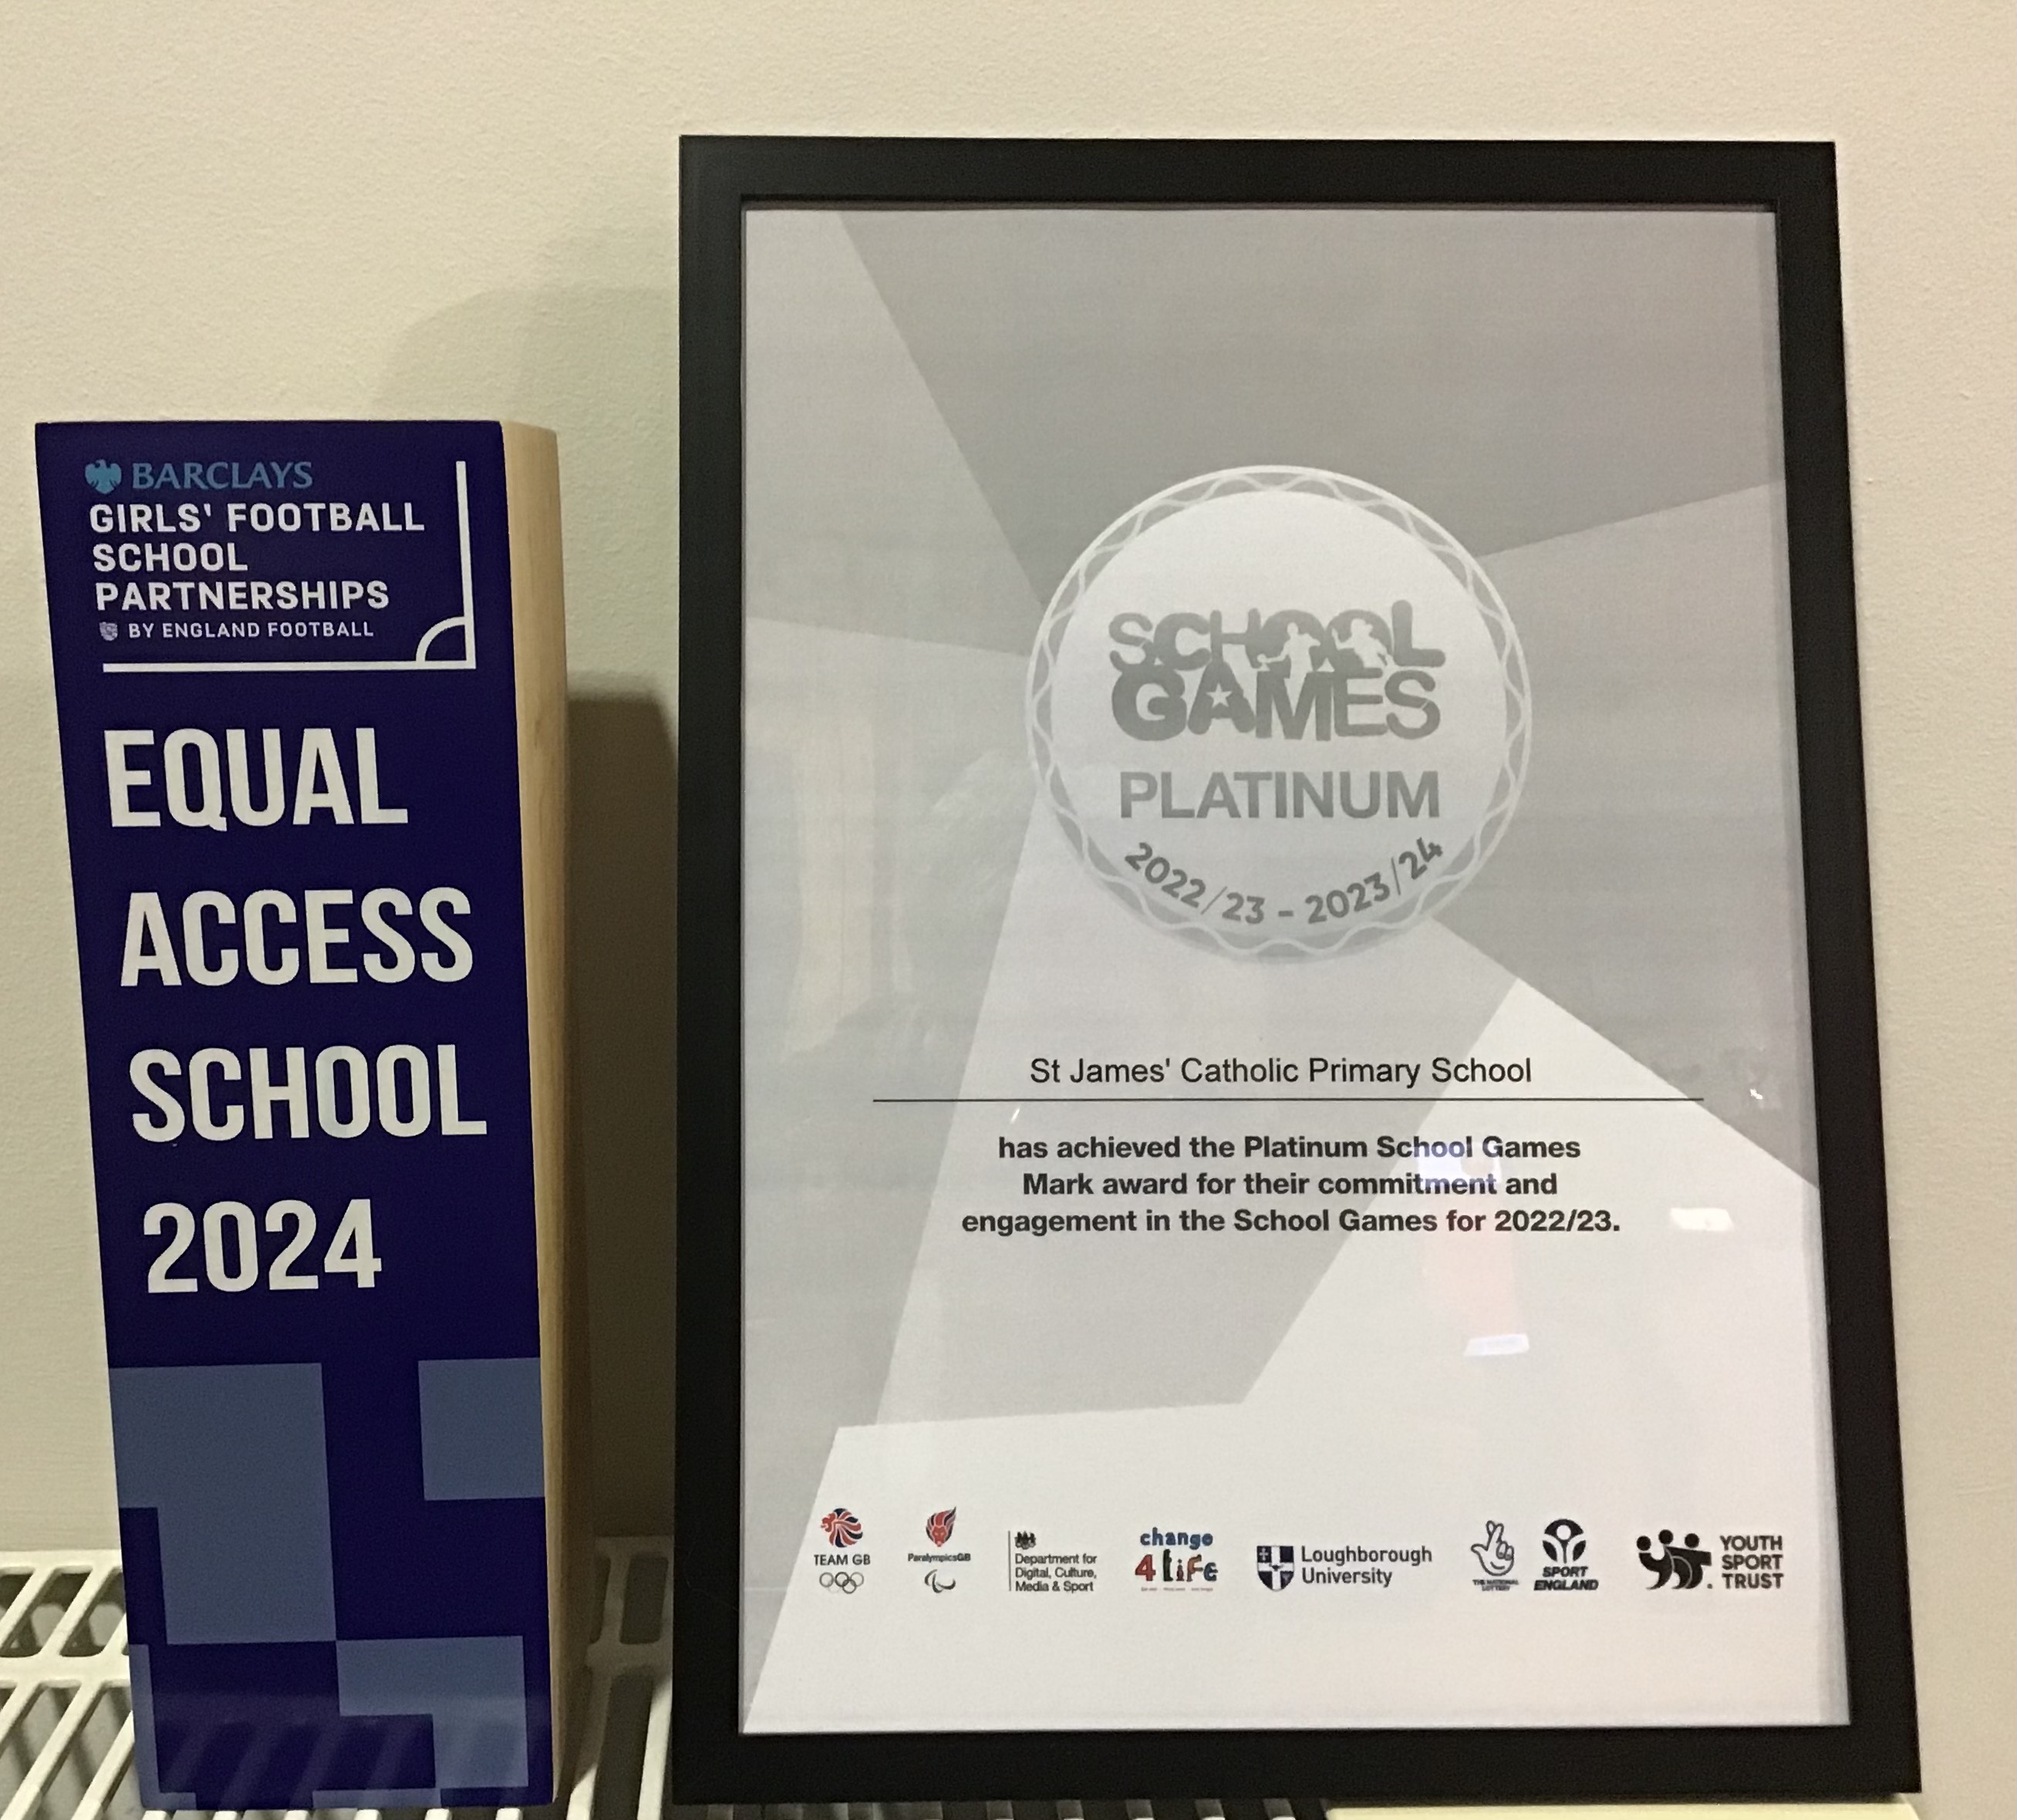 BARCLAYS
GIRLS' FOOTBALL
SCHOOL
PARTNERSHIPS
BY ENGLAND FOOTBALL
EQUAL
ACCESS
SCHOOL
2024
SCHOOL
GAMES
PLATINUM
2022/23 - 2023/24
St James' Catholic Primary School
has achieved the Platinum School Games
Mark award for their commitment and
engagement in the School Games for 2022/23.
TEAM GB
ParalympicsGB
Department for
Digital, Culture,
Media & Sport
change
4 LiFe
Loughborough
University
THE NATIONAL
LOTTERY
SPORT
ENGLAND
YOUTH
SPORT
TRUST